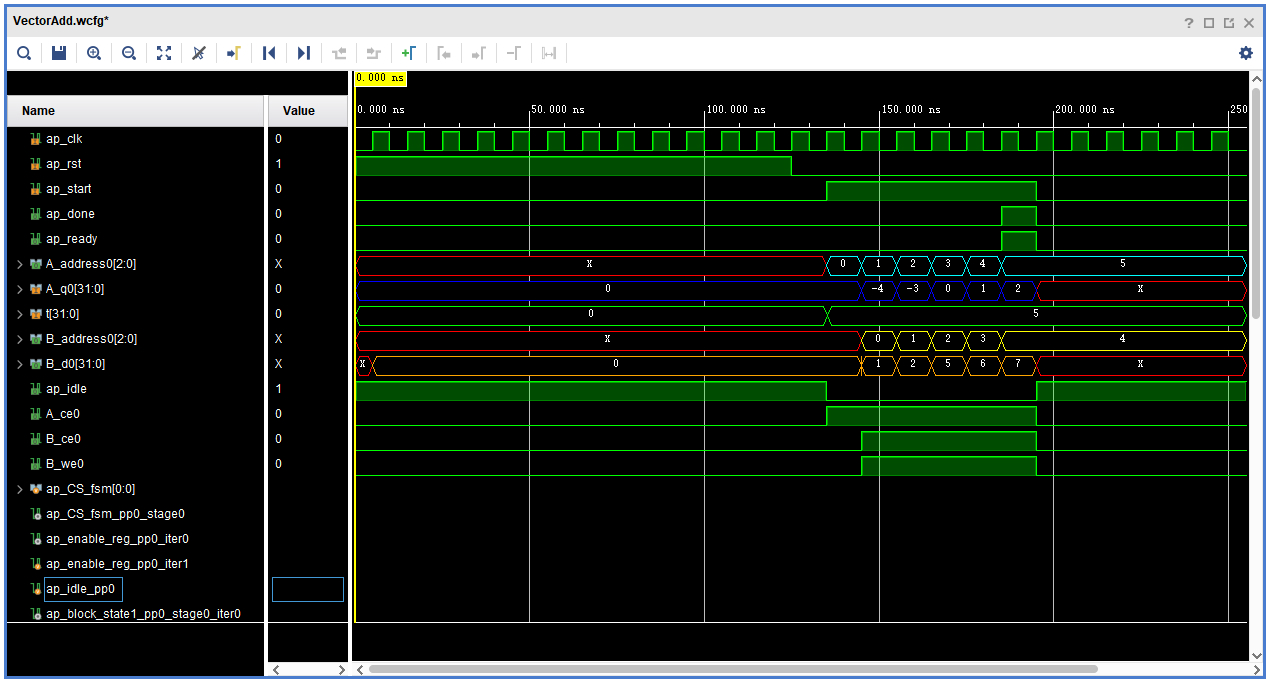 VectorAdd.wcfg*
?
0.000 ns
Name Value
0.000 ns 50.000 ns 100.000 ns 150.000 ns 200.000 ns 250
ap_clk 0
ap_rst 1
ap_start 0
ap_done 0
ap_ready 0
A_address0[2:0] X X 0 1 2 3 4 5
A_q0[31:0] 0 0 -4 -3 0 1 2 X
t[31:0] 0 0 5
B_address0[2:0] X X 0 1 2 3 4
B_d0[31:0] X X 0 1 2 5 6 7 X
ap_idle 1
A_ce0 0
B_ce0 0
B_we0 0
ap_CS_fsm[0:0]
ap_CS_fsm_pp0_stage0
ap_enable_reg_pp0_iter0
ap_enable_reg_pp0_iter1
ap_idle_pp0
ap_block_state1_pp0_stage0_iter0